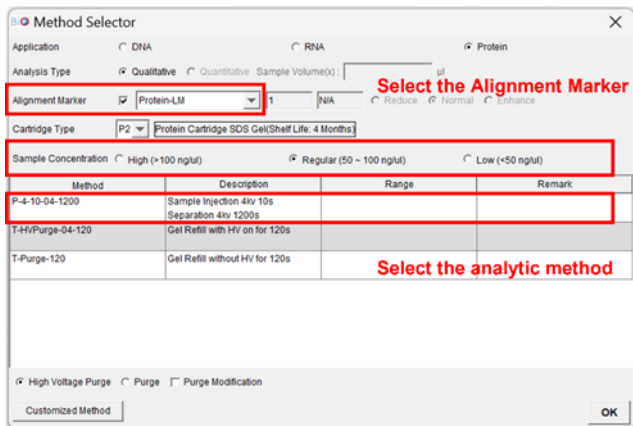 BiO Method Selector
Application DNA RNA Protein
Analysis Type Qualitative Quantitative Sample Volume(x) : µl
Select the Alignment Marker
Alignment Marker Protein-LM 1 N/A Reduce Normal Enhance
Cartridge Type P2 Protein Cartridge SDS Gel(Shelf Life: 4 Months)
Sample Concentration High (>100 ng/ul) Regular (50 ~ 100 ng/ul) Low (<50 ng/ul)
Method Description Range Remark
P-4-10-04-1200 Sample Injection 4kv 10s
Separation 4kv 1200s
T-HVPurge-04-120 Gel Refill with HV on for 120s
T-Purge-120 Gel Refill without HV for 120s
Select the analytic method
High Voltage Purge Purge Purge Modification
Customized Method OK